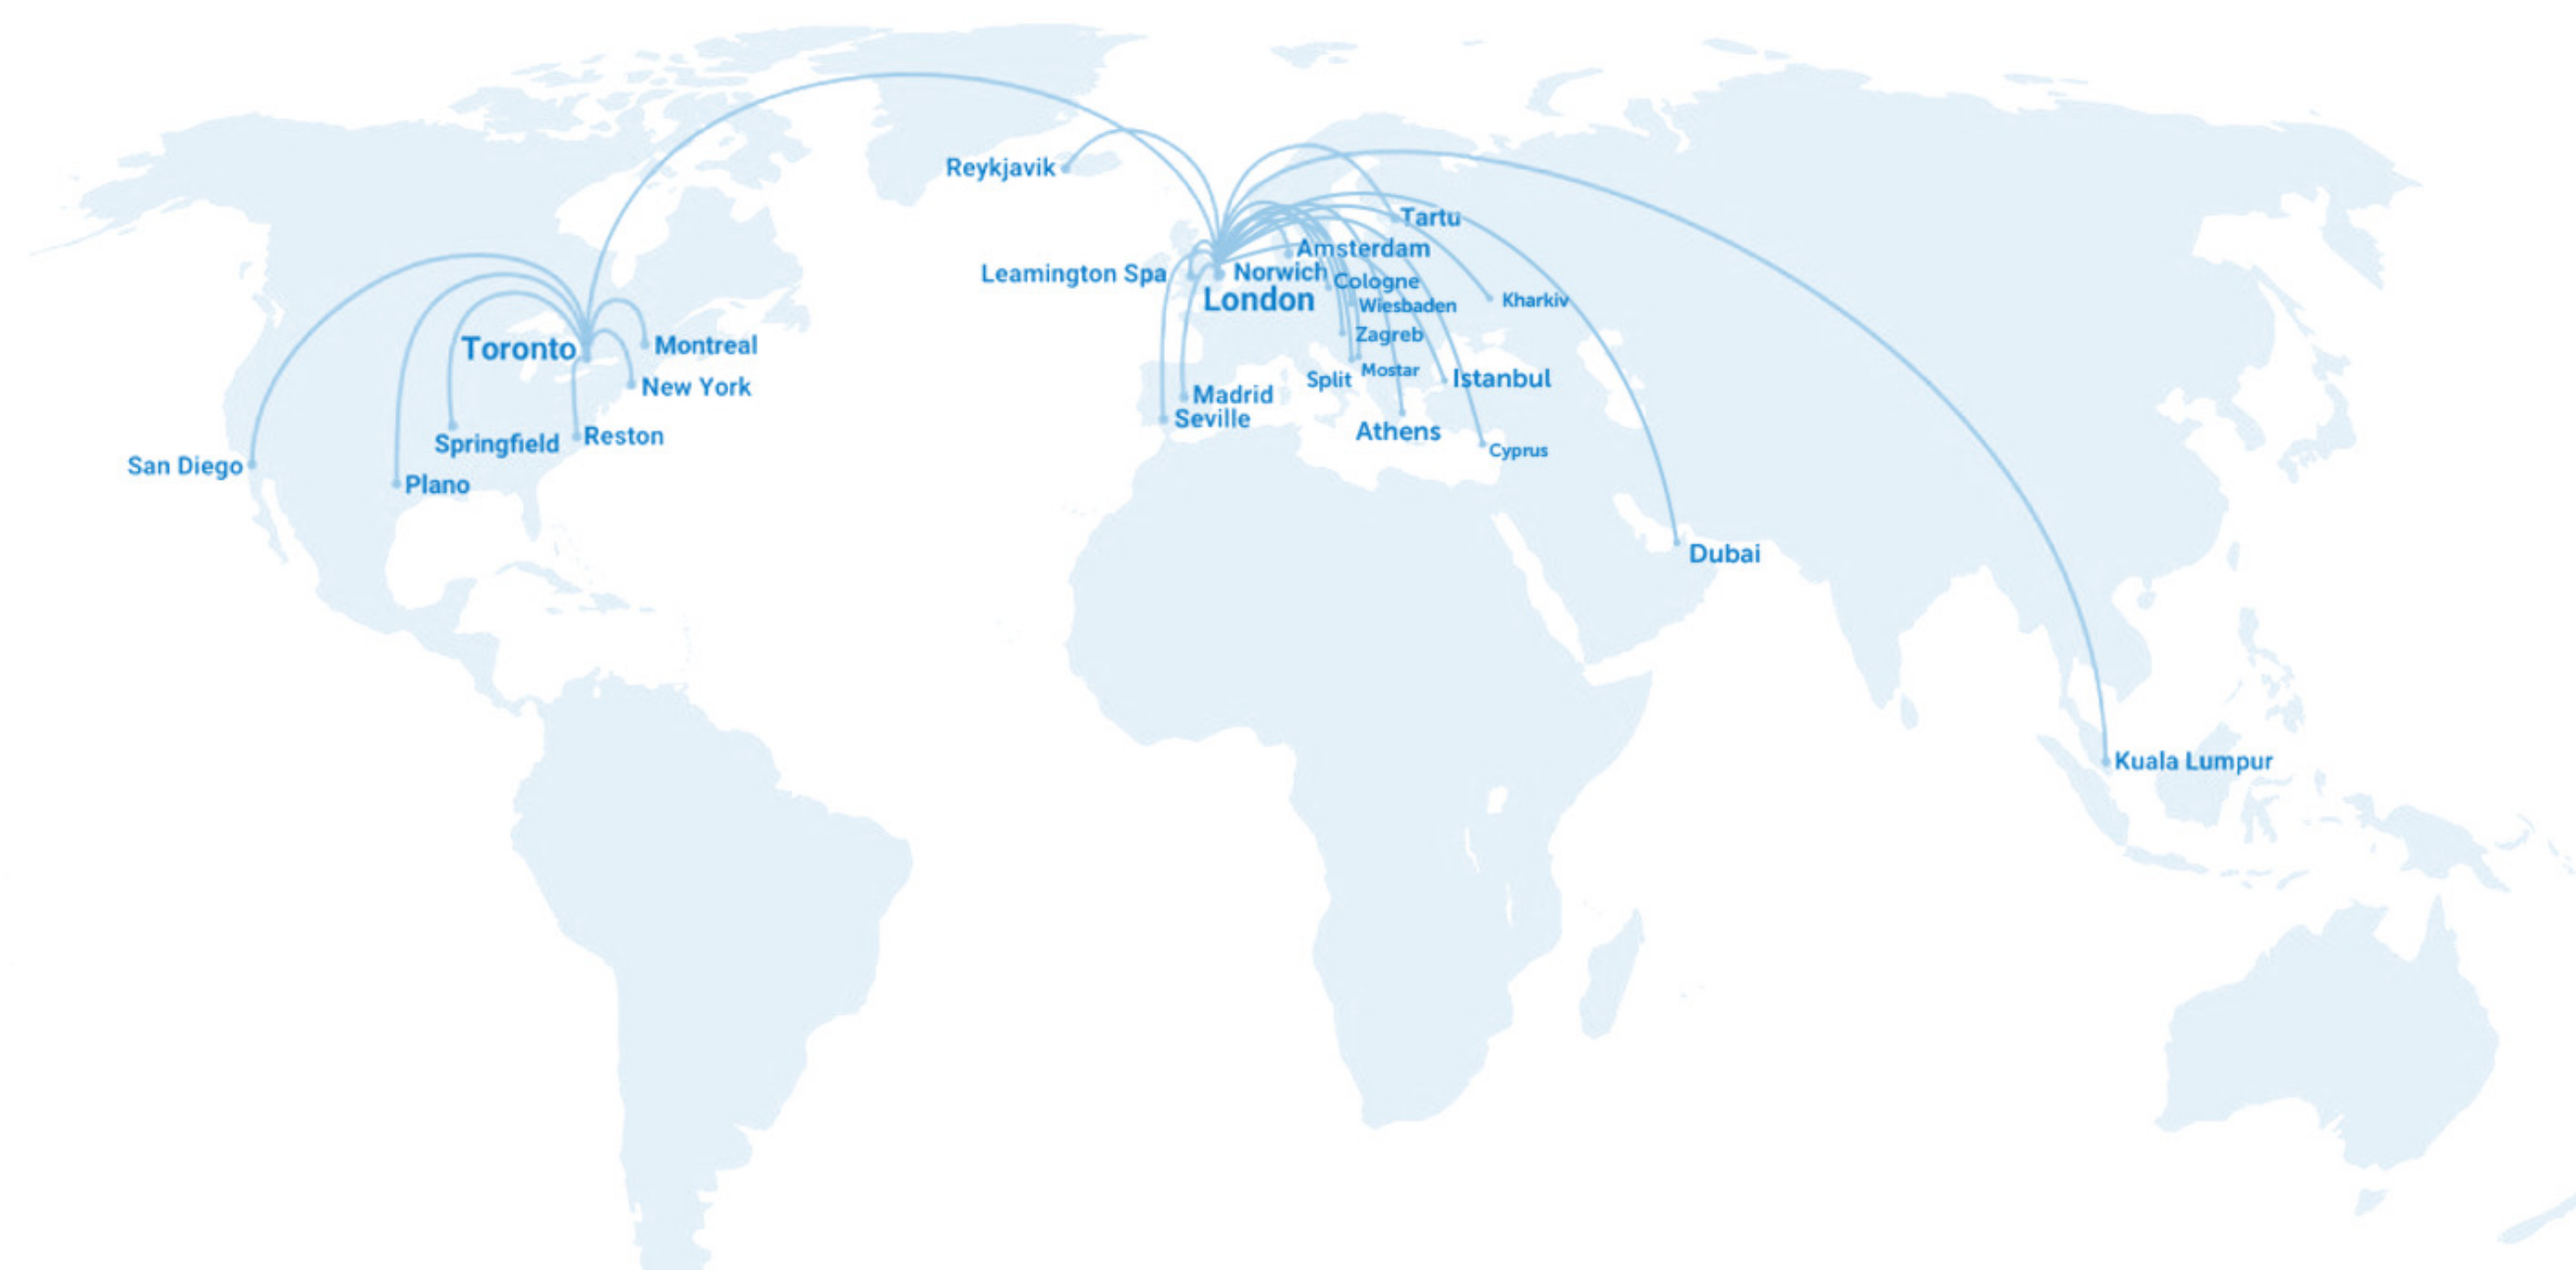 Reykjavik
Tartu
Amsterdam
Leamington Spa
Norwich
Cologne
London
Wiesbaden
Kharkiv
Zagreb
Toronto
Montreal
New York
Mostar
Split
Istanbul
Madrid
Seville
Athens
Springfield
Reston
Cyprus
San Diego
Plano
Dubai
Kuala Lumpur